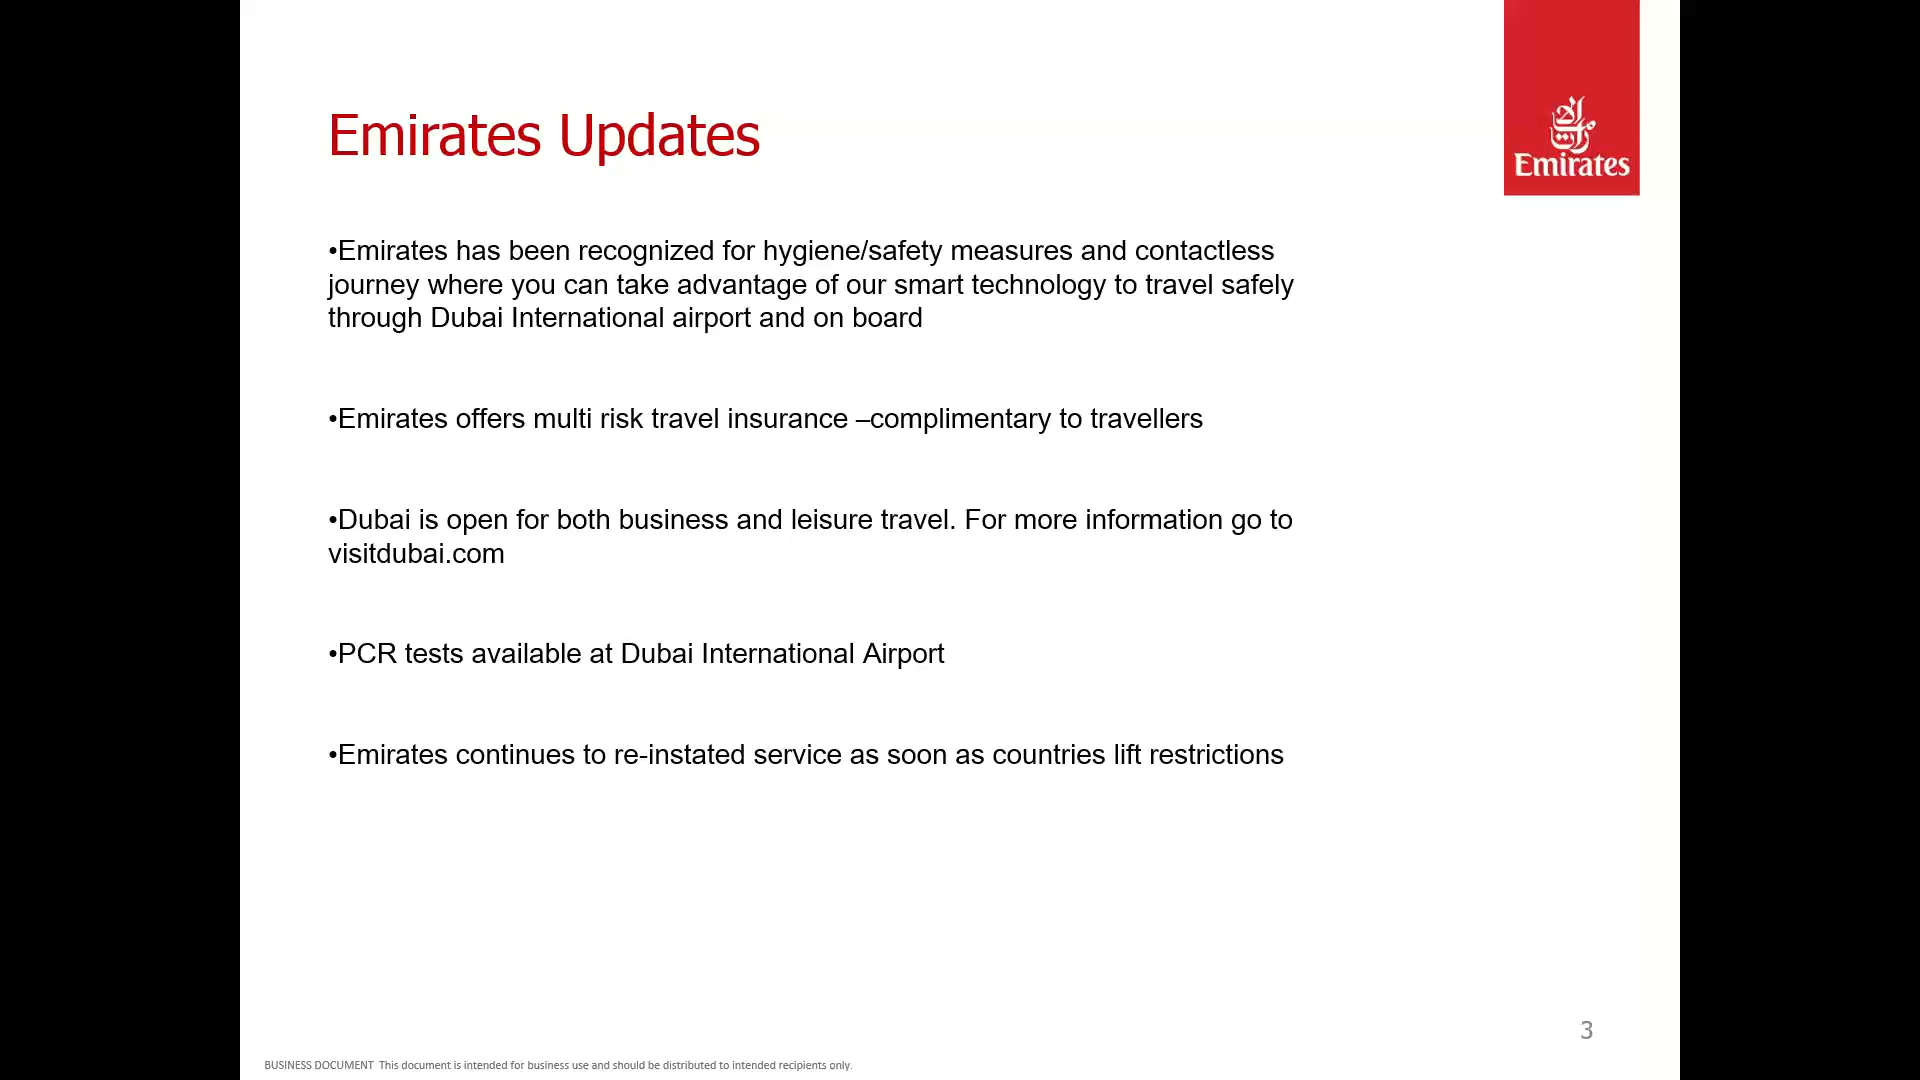 Emirates Updates
Emirates
•Emirates has been recognized for hygiene/safety measures and contactless
journey where you can take advantage of our smart technology to travel safely
through Dubai International airport and on board
•Emirates offers multi risk travel insurance –complimentary to travellers
•Dubai is open for both business and leisure travel. For more information go to
visitdubai.com
•PCR tests available at Dubai International Airport
•Emirates continues to re-instated service as soon as countries lift restrictions
3
BUSINESS DOCUMENT  This document is intended for business use and should be distributed to intended recipients only.